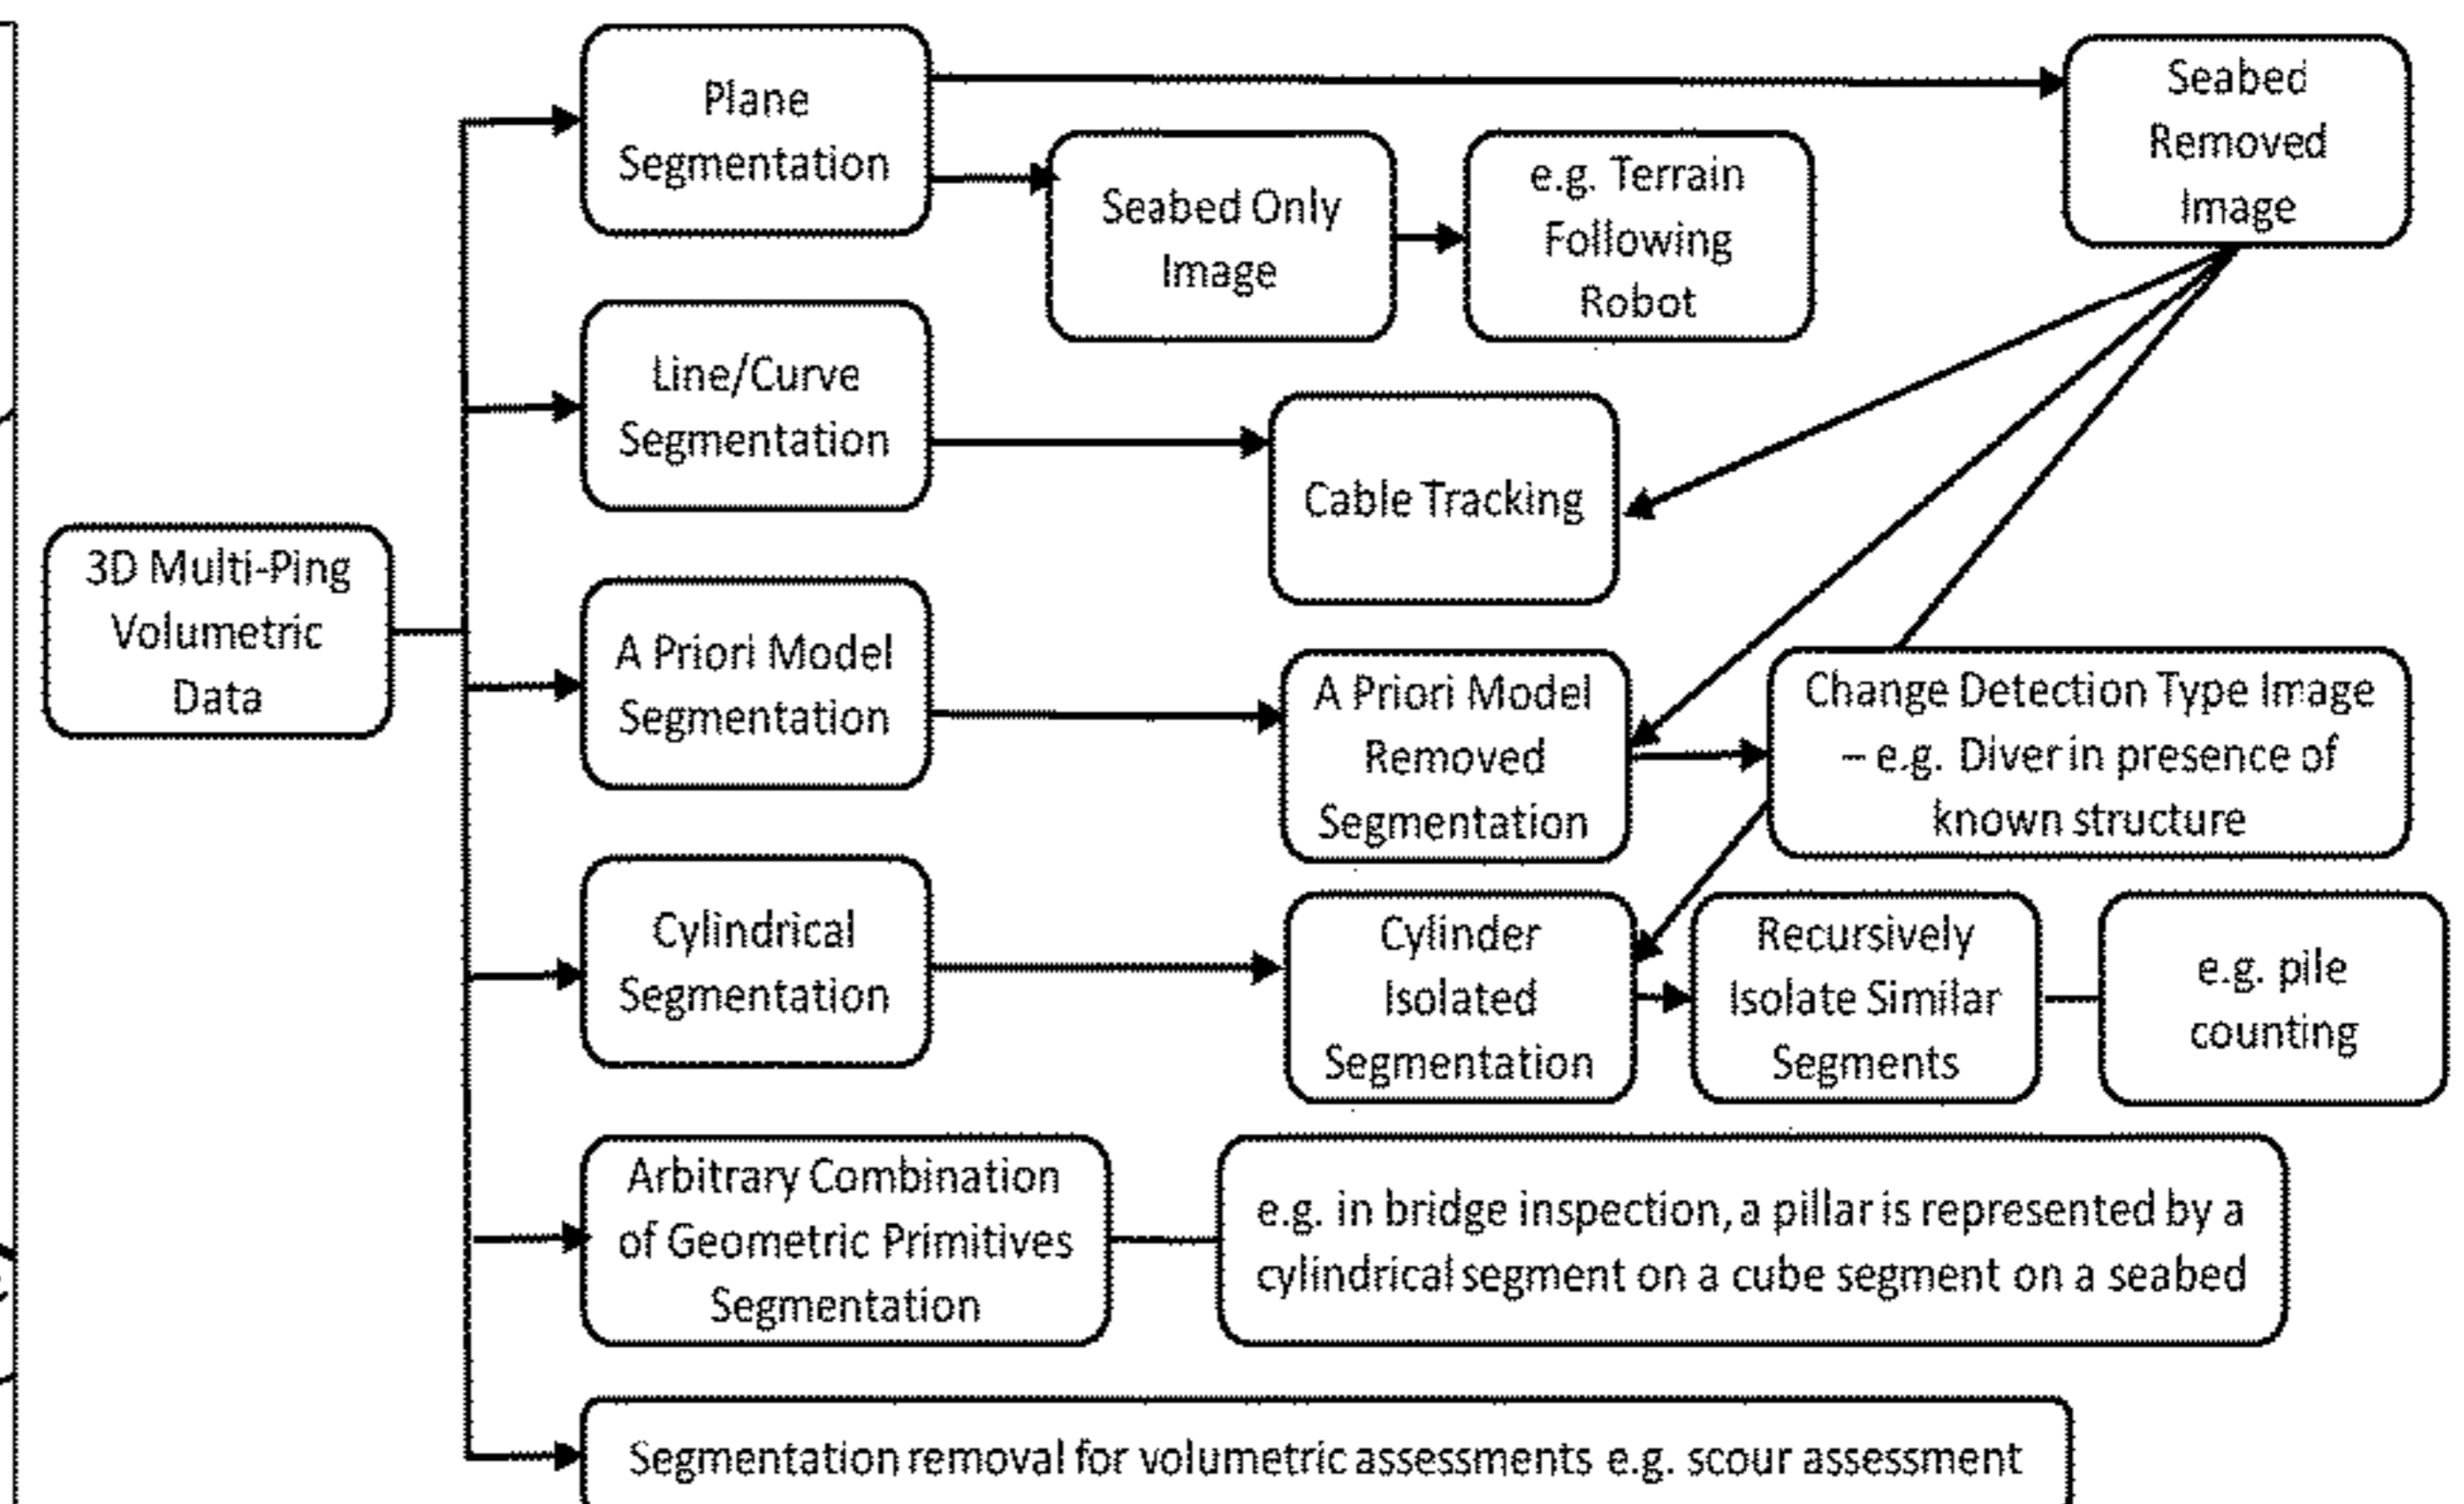 3D Multi-Ping
Volumetric
Data
Plane
Segmentation
Seabed Only
Image
e.g. Terrain
Following
Robot
Seabed
Removed
Image
Line/Curve
Segmentation
Cable Tracking
A Priori Model
Segmentation
A Priori Model
Removed
Segmentation
Change Detection Type Image
– e.g. Diver in presence of
known structure
Cylindrical
Segmentation
Cylinder
Isolated
Segmentation
Recursively
Isolate Similar
Segments
e.g. pile
counting
Arbitrary Combination
of Geometric Primitives
Segmentation
e.g. in bridge inspection, a pillar is represented by a
cylindrical segment on a cube segment on a seabed
Segmentation removal for volumetric assessments e.g. scour assessment